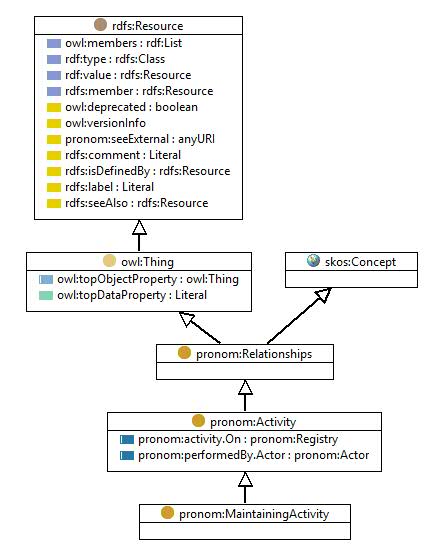 rdfs:Resource
owl:members : rdf:List
rdf:type : rdfs:Class
rdf:value : rdfs:Resource
rdfs:member : rdfs:Resource
owl:deprecated : boolean
owl:versionInfo
pronom:seeExternal : anyURI
rdfs:comment : Literal
rdfs:isDefinedBy : rdfs:Resource
rdfs:label : Literal
rdfs:seeAlso : rdfs:Resource
owl:Thing
owl:topObjectProperty : owl:Thing
owl:topDataProperty : Literal
skos:Concept
pronom:Relationships
pronom:Activity
pronom:activity.On : pronom:Registry
pronom:performedBy.Actor : pronom:Actor
pronom:MaintainingActivity